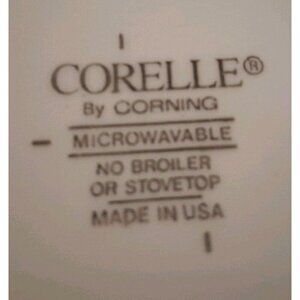 CORELLE®
By CORNING
MICROWAVABLE
NO BROILER
OR STOVETOP
MADE IN USA